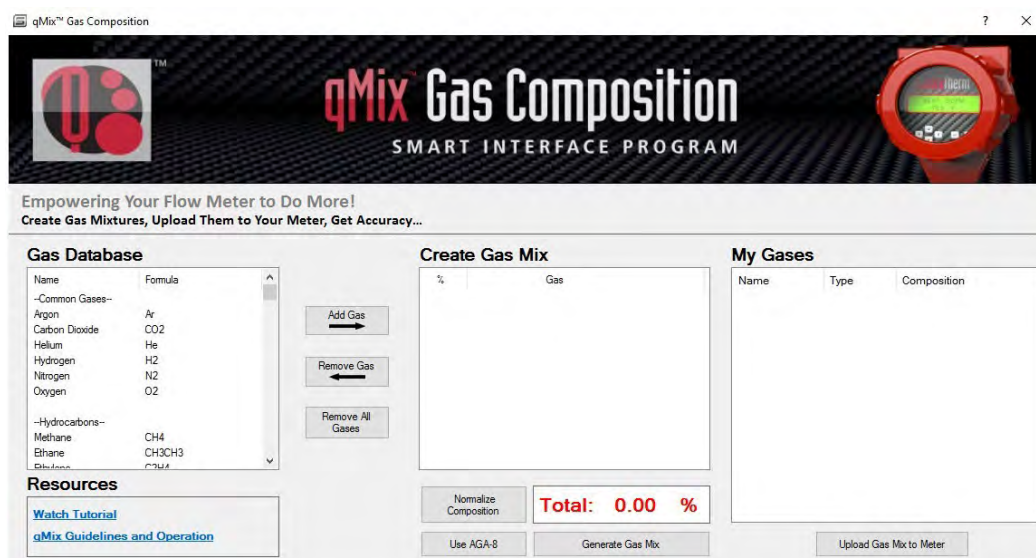 qMix™ Gas Composition
?
TM
qMix™ Gas Composition
SMART INTERFACE PROGRAM
Empowering Your Flow Meter to Do More!
Create Gas Mixtures, Upload Them to Your Meter, Get Accuracy...
Gas Database
Name Formula
--Common Gases--
Argon Ar
Carbon Dioxide CO2
Helium He
Hydrogen H2
Nitrogen N2
Oxygen O2
--Hydrocarbons--
Methane CH4
Ethane CH3CH3
Ethylene C2H4
Add Gas
Remove Gas
Remove All
Gases
Create Gas Mix
% Gas
My Gases
Name Type Composition
Resources
Watch Tutorial
qMix Guidelines and Operation
Normalize
Composition
Total: 0.00 %
Use AGA-8
Generate Gas Mix
Upload Gas Mix to Meter